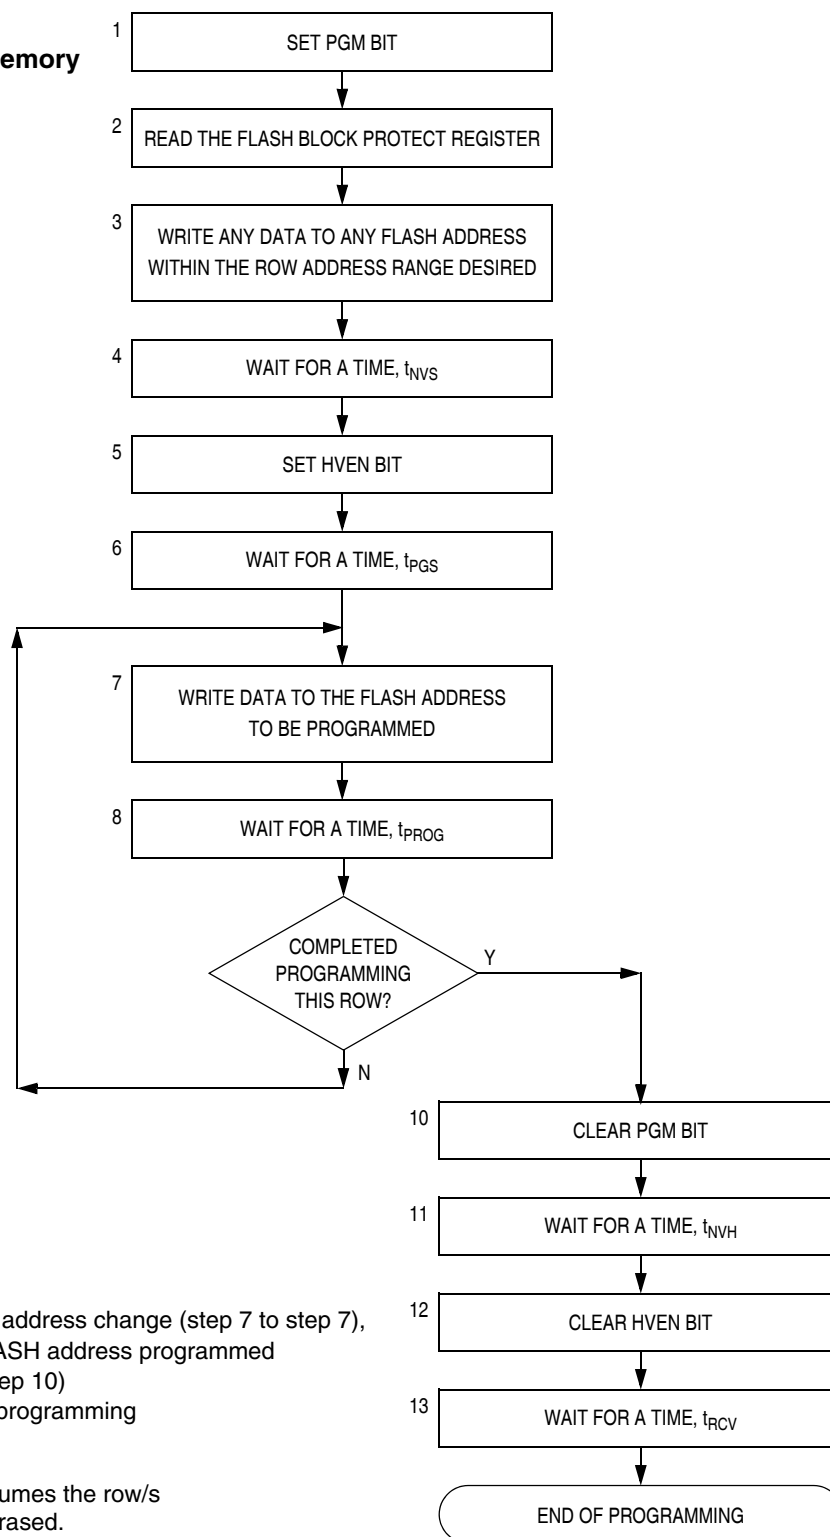 1
SET PGM BIT
emory
2
READ THE FLASH BLOCK PROTECT REGISTER
3
WRITE ANY DATA TO ANY FLASH ADDRESS
WITHIN THE ROW ADDRESS RANGE DESIRED
4
WAIT FOR A TIME, tNVS
5
SET HVEN BIT
6
WAIT FOR A TIME, tPGS
7
WRITE DATA TO THE FLASH ADDRESS
TO BE PROGRAMMED
8
WAIT FOR A TIME, tPROG
COMPLETED
PROGRAMMING
THIS ROW?
Y
N
10
CLEAR PGM BIT
11
WAIT FOR A TIME, tNVH
address change (step 7 to step 7),
ASH address programmed
ep 10)
programming
12
CLEAR HVEN BIT
13
WAIT FOR A TIME, tRCV
umes the row/s
rased.
END OF PROGRAMMING